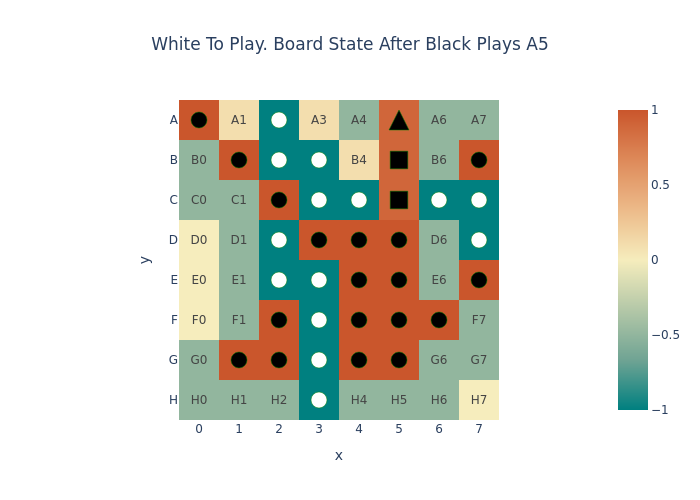 White To Play. Board State After Black Plays A5
A A1 A3 A4 A6 A7 1
B B0 B4 B6
C C0 C1 0.5
D D0 D1 D6
y 0
E E0 E1 E6
F F0 F1 F7 −0.5
G G0 G6 G7
H H0 H1 H2 H4 H5 H6 H7 −1
0 1 2 3 4 5 6 7
x